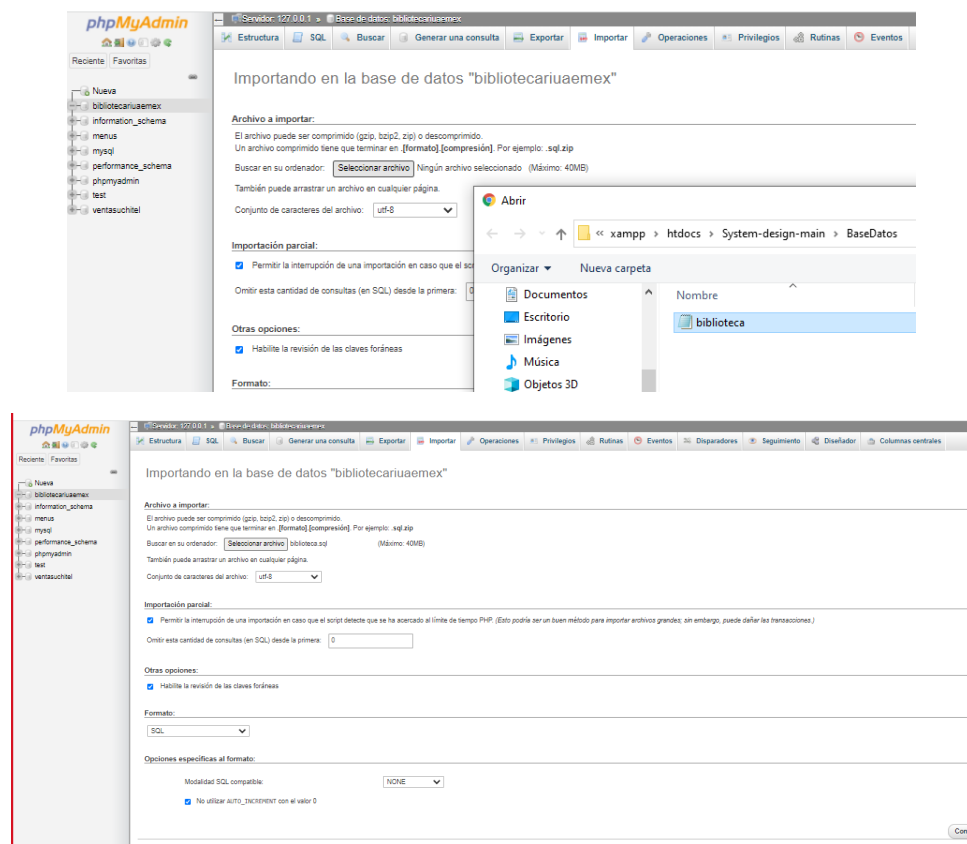 phpMyAdmin
Reciente Favoritas
Nueva
bibliotecariuaemex
information_schema
menus
mysql
performance_schema
phpmyadmin
test
ventasuchitel
Servidor: 127.0.0.1 » Base de datos: bibliotecariuaemex
Estructura SQL Buscar Generar una consulta Exportar Importar Operaciones Privilegios Rutinas Eventos
Importando en la base de datos "bibliotecariuaemex"
Archivo a importar:
El archivo puede ser comprimido (gzip, bzip2, zip) o descomprimido.
Un archivo comprimido tiene que terminar en .[formato].[compresión]. Por ejemplo: .sql.zip
Buscar en su ordenador: Seleccionar archivo Ningún archivo seleccionado (Máximo: 40MB)
También puede arrastrar un archivo en cualquier página.
Conjunto de caracteres del archivo: utf-8
Importación parcial:
Permitir la interrupción de una importación en caso que el
Omitir esta cantidad de consultas (en SQL) desde la primera: 0
Otras opciones:
Habilite la revisión de las claves foráneas
Formato:
Abrir
« xampp > htdocs > System-design-main > BaseDatos
Organizar Nueva carpeta
Documentos
Escritorio
Imágenes
Música
Objetos 3D
Nombre
biblioteca
phpMyAdmin
Reciente Favoritas
Nueva
bibliotecariuaemex
information_schema
menus
mysql
performance_schema
phpmyadmin
test
ventasuchitel
Servidor: 127.0.0.1 » Base de datos: bibliotecariuaemex
Estructura SQL Buscar Generar una consulta Exportar Importar Operaciones Privilegios Rutinas Eventos Disparadores Seguimiento Diseñador Columnas centrales
Importando en la base de datos "bibliotecariuaemex"
Archivo a importar:
El archivo puede ser comprimido (gzip, bzip2, zip) o descomprimido.
Un archivo comprimido tiene que terminar en .[formato].[compresión]. Por ejemplo: .sql.zip
Buscar en su ordenador: Seleccionar archivo biblioteca.sql (Máximo: 40MB)
También puede arrastrar un archivo en cualquier página.
Conjunto de caracteres del archivo: utf-8
Importación parcial:
Permitir la interrupción de una importación en caso que el script detecte que se ha acercado al límite de tiempo PHP. (Esto podría ser un buen método para importar archivos grandes; sin embargo, puede dañar las transacciones.)
Omitir esta cantidad de consultas (en SQL) desde la primera: 0
Otras opciones:
Habilite la revisión de las claves foráneas
Formato:
SQL
Opciones específicas al formato:
Modalidad SQL compatible: NONE
No utilizar AUTO_INCREMENT con el valor 0
Con